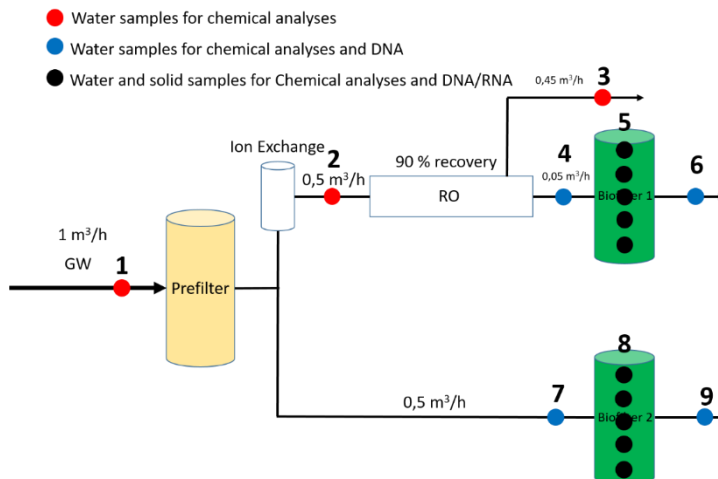 Water samples for chemical analyses
Water samples for chemical analyses and DNA
Water and solid samples for Chemical analyses and DNA/RNA
0,45 m³/h
3
5
Ion Exchange
2
90 % recovery
4
6
0,5 m³/h
0,05 m³/h
RO
1
1 m³/h
GW
Prefilter
8
7
9
0,5 m³/h